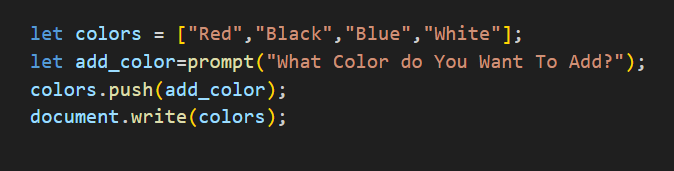 let colors = ["Red","Black","Blue","White"];
let add_color=prompt("What Color do You Want To Add?");
colors.push(add_color);
document.write(colors);